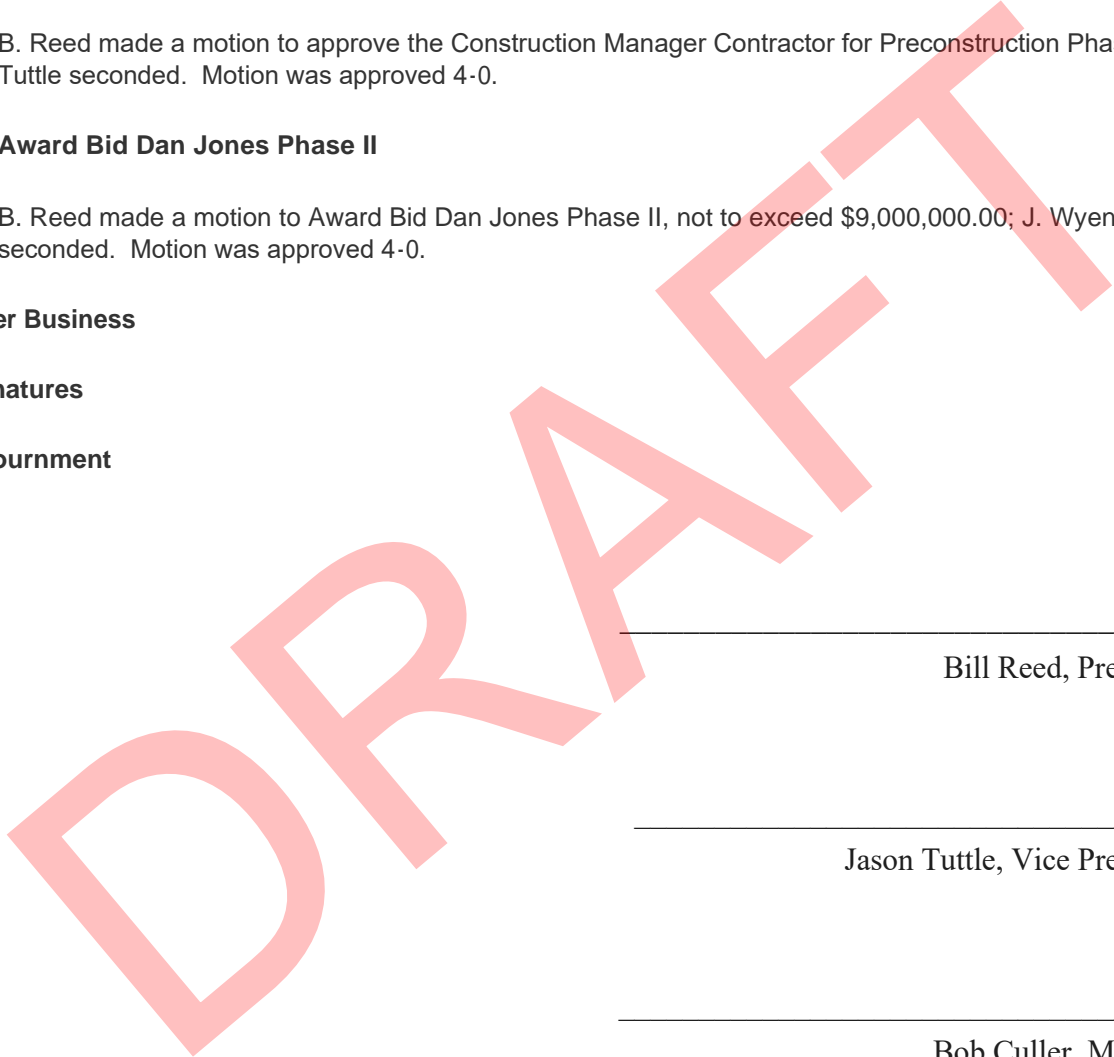 B. Reed made a motion to approve the Construction Manager Contractor for Preconstruction Pha
Tuttle seconded.  Motion was approved 4-0.
Award Bid Dan Jones Phase II
B. Reed made a motion to Award Bid Dan Jones Phase II, not to exceed $9,000,000.00; J. Wyen
seconded.  Motion was approved 4-0.
er Business
natures
ournment
Bill Reed, Pre
Jason Tuttle, Vice Pre
Bob Culler, M
DRAFT